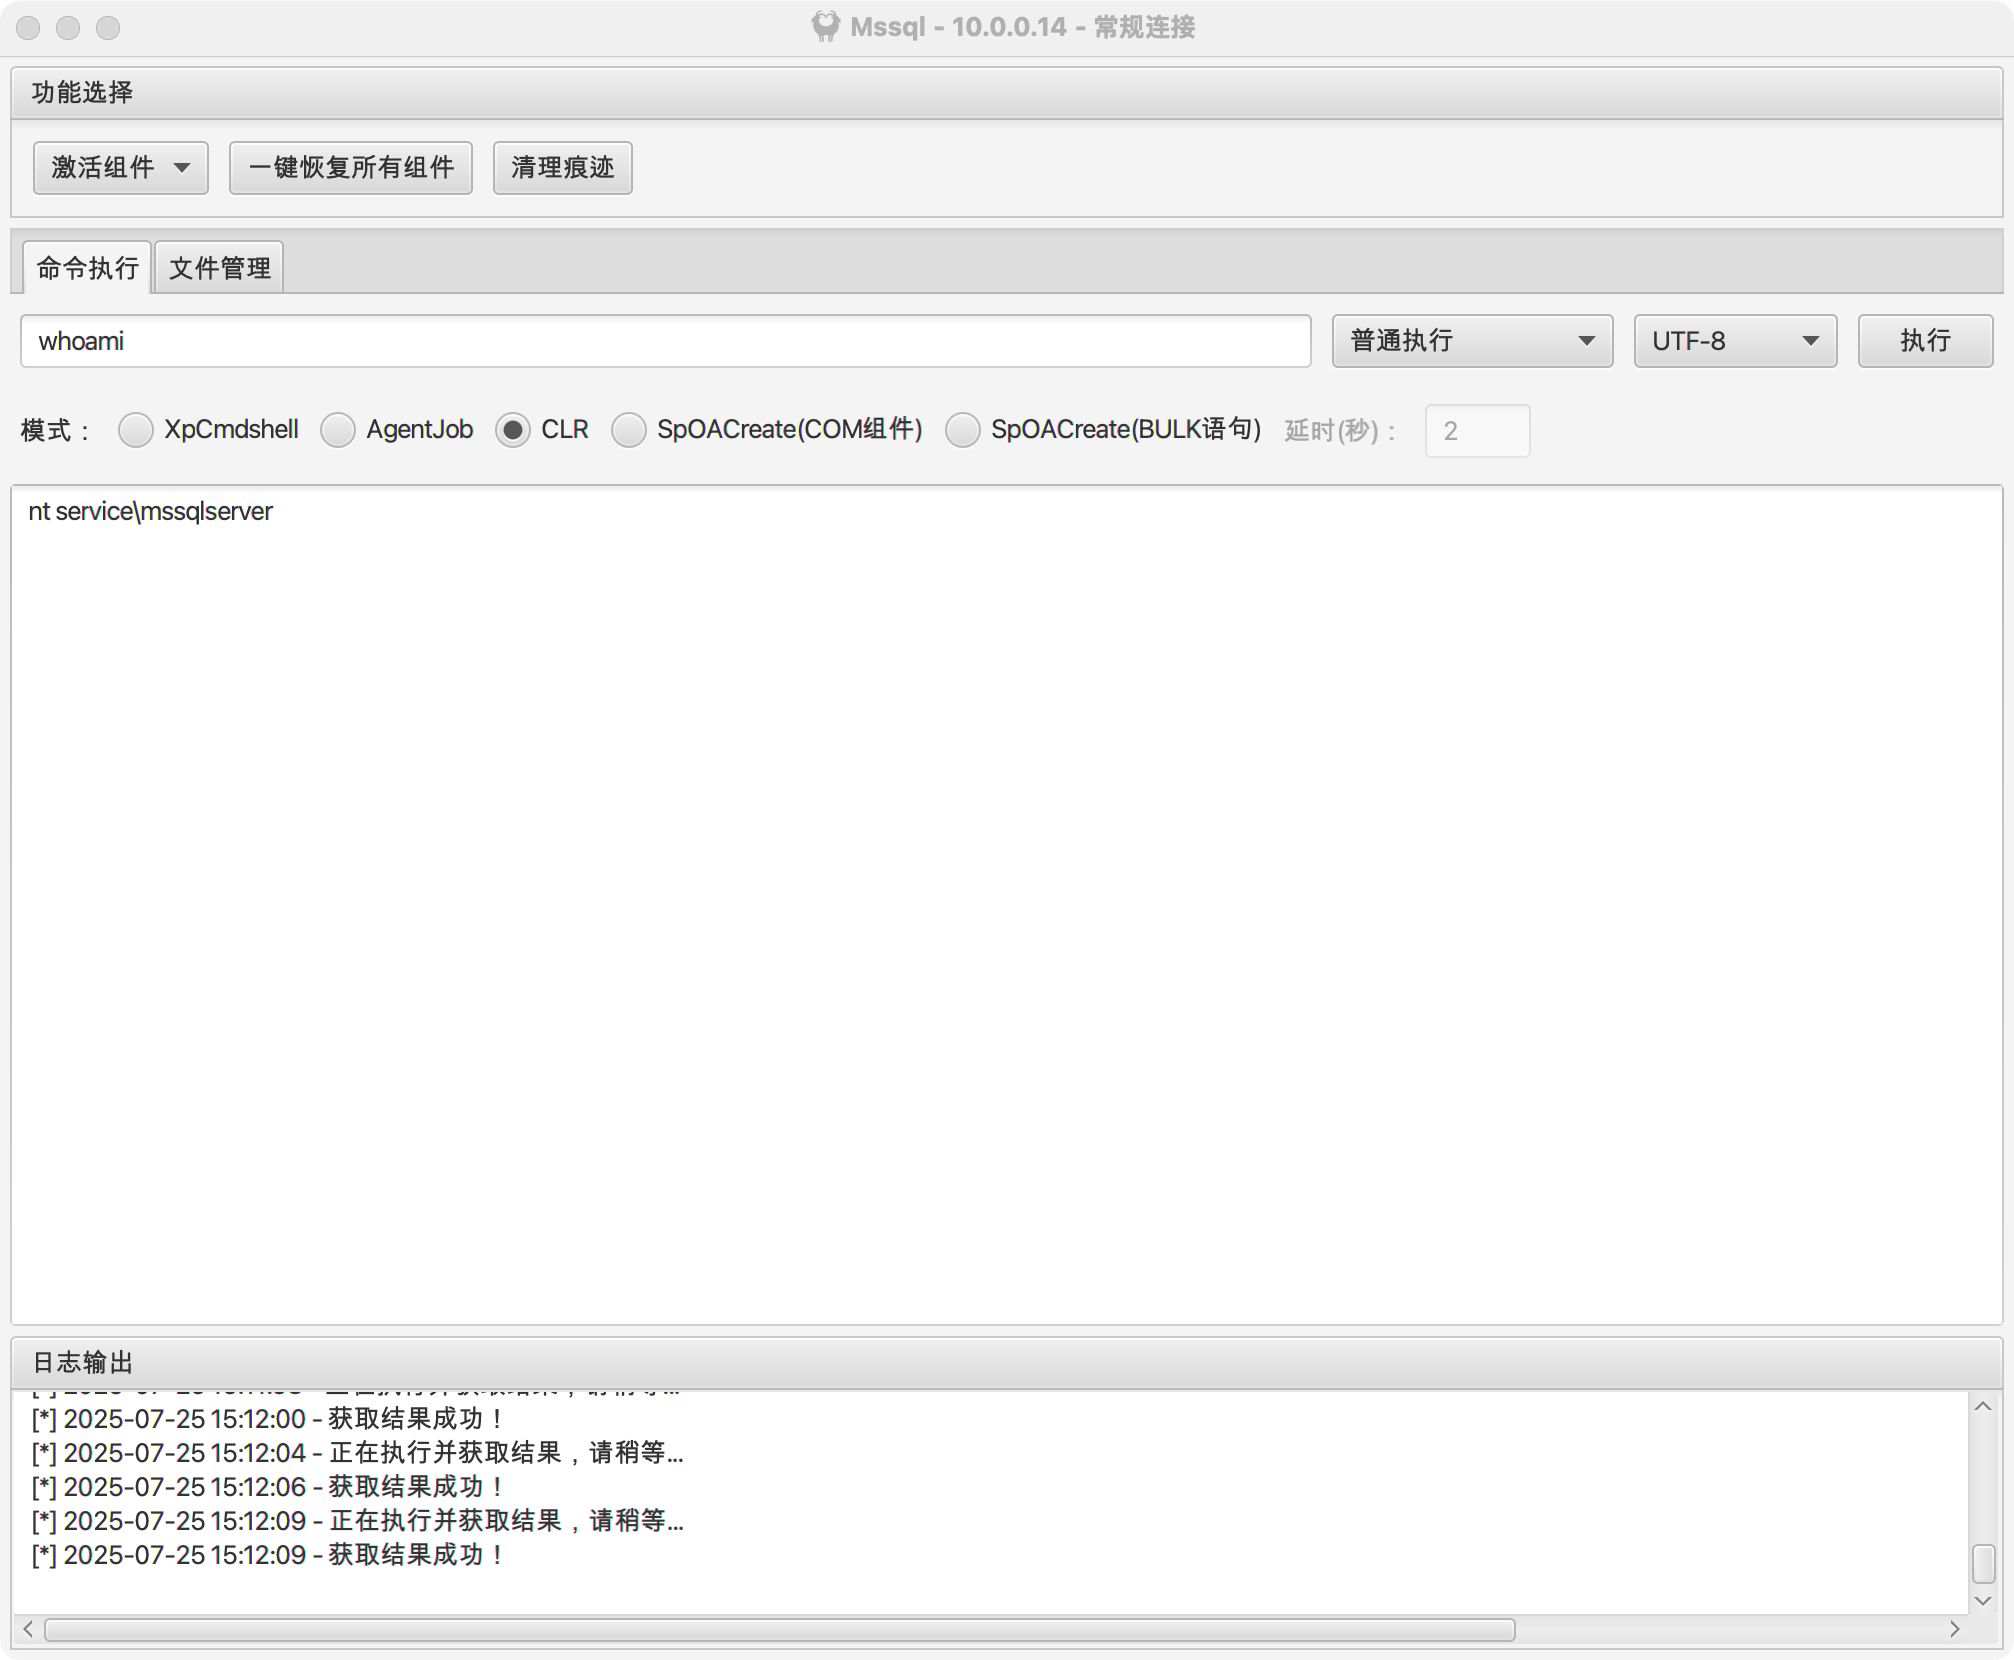 Mssql - 10.0.0.14 - 常规连接
功能选择
激活组件 一键恢复所有组件 清理痕迹
命令执行 文件管理
whoami 普通执行 UTF-8 执行
模式： XpCmdshell AgentJob CLR SpOACreate(COM组件) SpOACreate(BULK语句) 延时(秒)： 2
nt service\mssqlserver
日志输出
[*] 2025-07-25 15:12:00 - 获取结果成功！
[*] 2025-07-25 15:12:04 - 正在执行并获取结果，请稍等...
[*] 2025-07-25 15:12:06 - 获取结果成功！
[*] 2025-07-25 15:12:09 - 正在执行并获取结果，请稍等...
[*] 2025-07-25 15:12:09 - 获取结果成功！